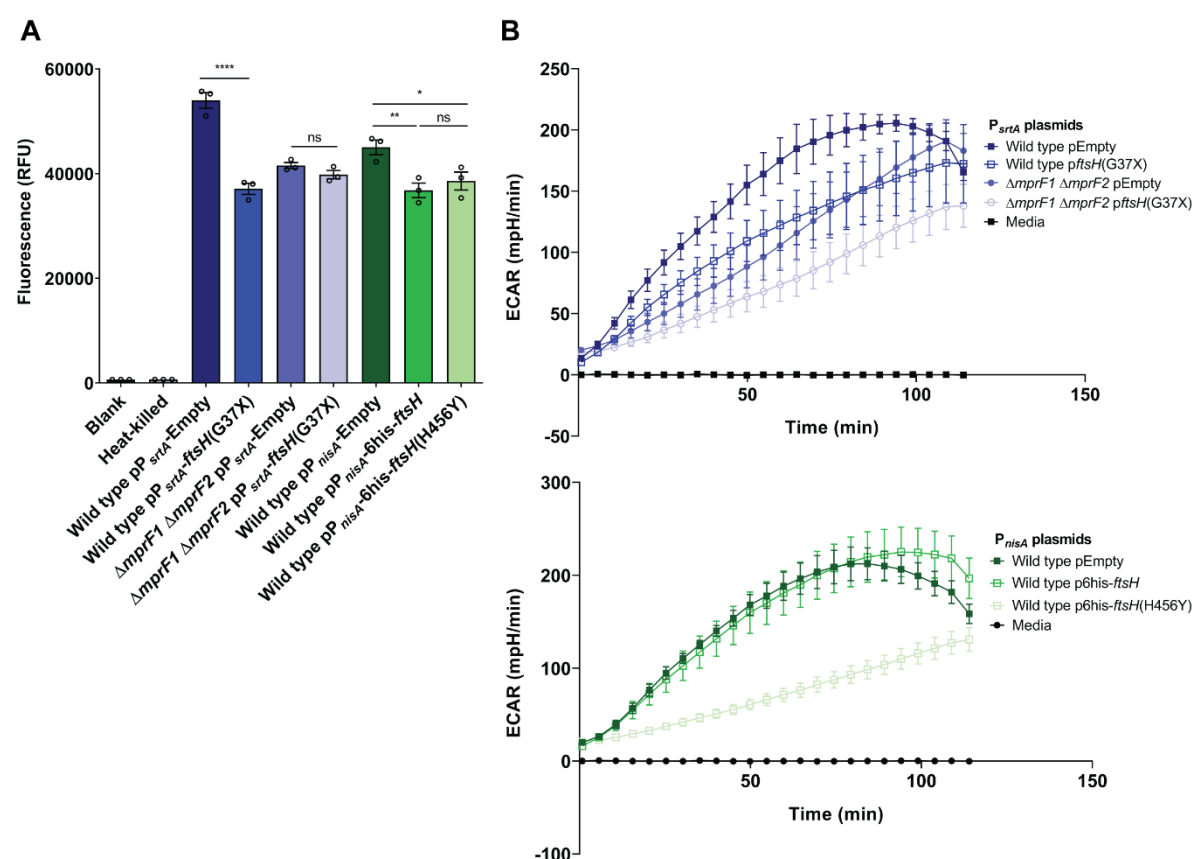 A
Fluorescence (RFU)
60000
40000
20000
0
****
ns
*
**
ns
Blank
Heat-killed
Wild type pP srtA-Empty
Wild type pP srtA-ftsH(G37X)
ΔmprF1 ΔmprF2 pP srtA-Empty
ΔmprF1 ΔmprF2 pP srtA-ftsH(G37X)
Wild type pP nisA-Empty
Wild type pP nisA-6his-ftsH
Wild type pP nisA-6his-ftsH(H456Y)
B
ECAR (mpH/min)
250
200
150
100
50
0
-50
50
100
150
Time (min)
PsrtA plasmids
Wild type pEmpty
Wild type pftsH(G37X)
ΔmprF1 ΔmprF2 pEmpty
ΔmprF1 ΔmprF2 pftsH(G37X)
Media
ECAR (mpH/min)
300
200
100
0
-100
50
100
150
Time (min)
PnisA plasmids
Wild type pEmpty
Wild type p6his-ftsH
Wild type p6his-ftsH(H456Y)
Media